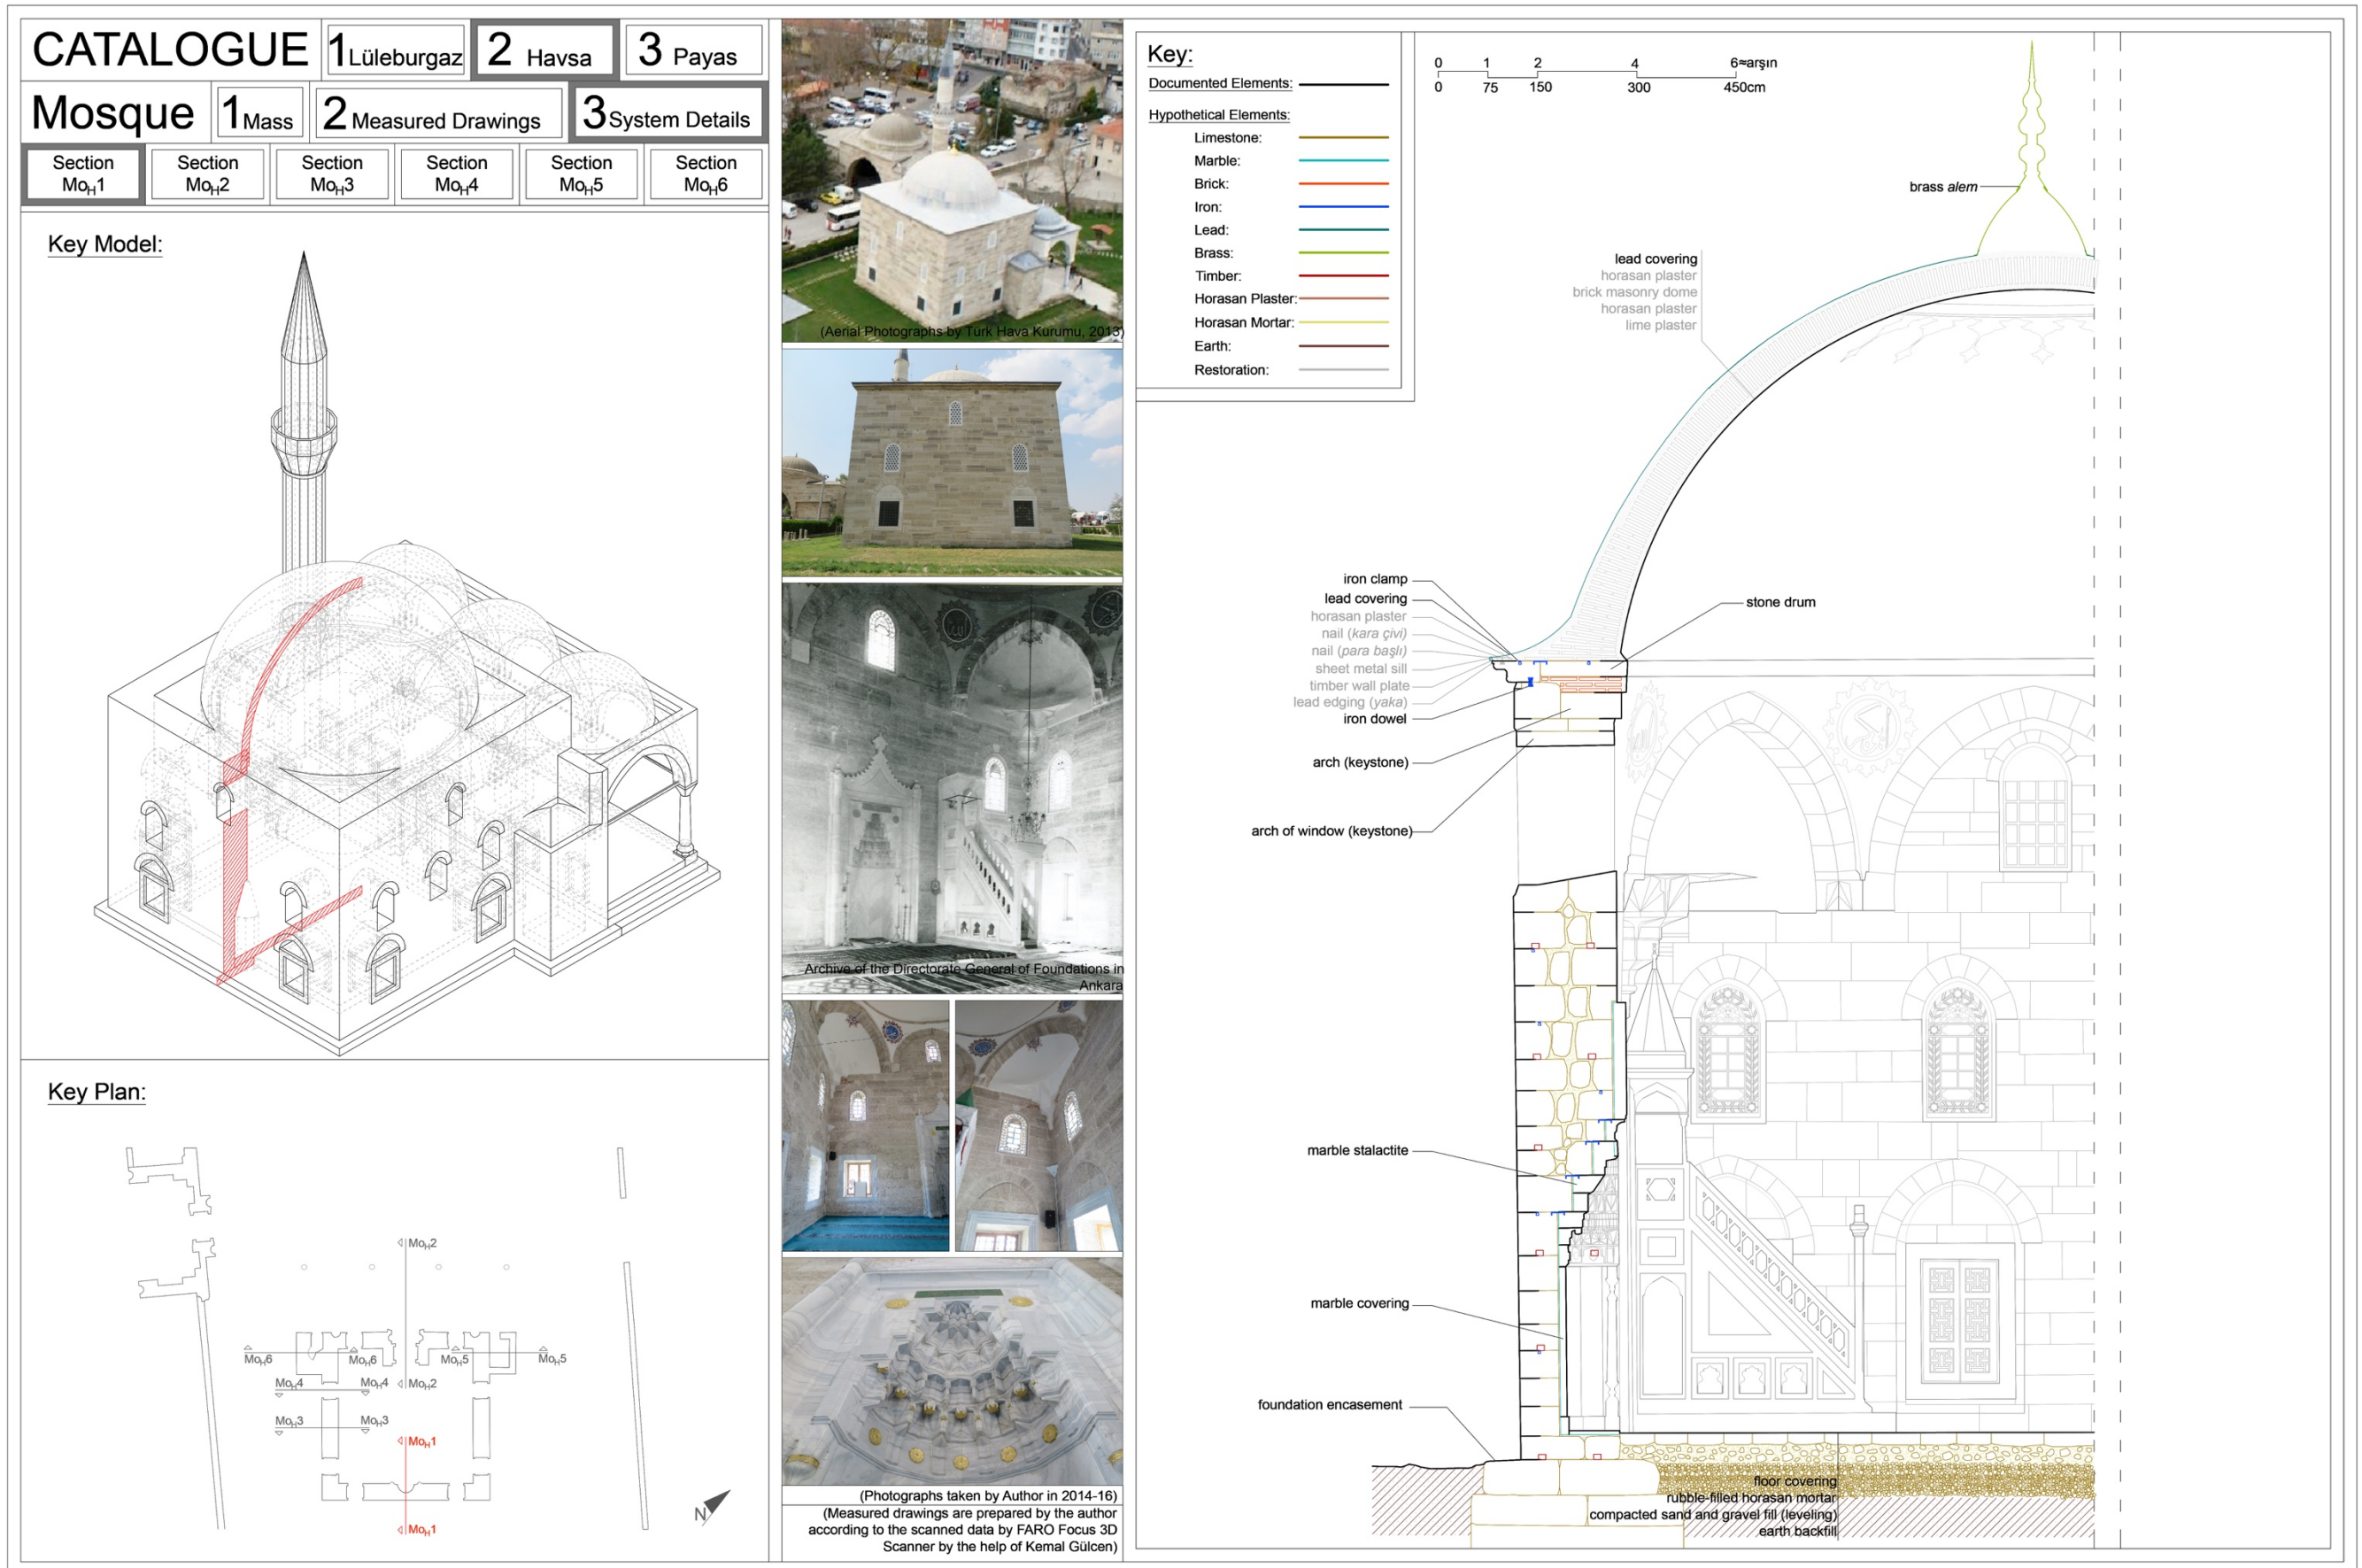 CATALOGUE
1 Lüleburgaz
2 Havsa
3 Payas
Mosque
1 Mass
2 Measured Drawings
3 System Details
Section
MoH1
Section
MoH2
Section
MoH3
Section
MoH4
Section
MoH5
Section
MoH6
Key Model:
Key Plan:
MoH2
MoH6
MoH6
MoH5
MoH5
MoH4
MoH4
MoH2
MoH3
MoH3
MoH1
MoH1
N
(Aerial Photographs by Türk Hava Kurumu, 2013)
Archive of the Directorate General of Foundations in
Ankara
(Photographs taken by Author in 2014-16)
(Measured drawings are prepared by the author
according to the scanned data by FARO Focus 3D
Scanner by the help of Kemal Gülcen)
Key:
Documented Elements:
Hypothetical Elements:
Limestone:
Marble:
Brick:
Iron:
Lead:
Brass:
Timber:
Horasan Plaster:
Horasan Mortar:
Earth:
Restoration:
0 1 2 4 6≈arşın
0 75 150 300 450cm
brass alem
lead covering
horasan plaster
brick masonry dome
horasan plaster
lime plaster
iron clamp
lead covering
horasan plaster
nail (kara çivi)
nail (para başlı)
sheet metal sill
timber wall plate
lead edging (yaka)
iron dowel
stone drum
arch (keystone)
arch of window (keystone)
marble stalactite
marble covering
foundation encasement
floor covering
rubble-filled horasan mortar
compacted sand and gravel fill (leveling)
earth backfill